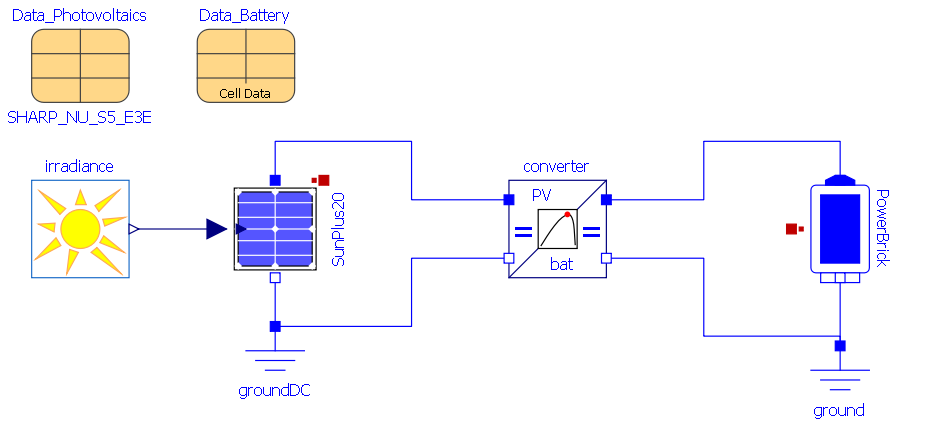 Data_Photovoltaics
Data_Battery
Cell Data
SHARP_NU_S5_E3E
irradiance
SunPlus20
converter
PV
bat
PowerBrick
groundDC
ground